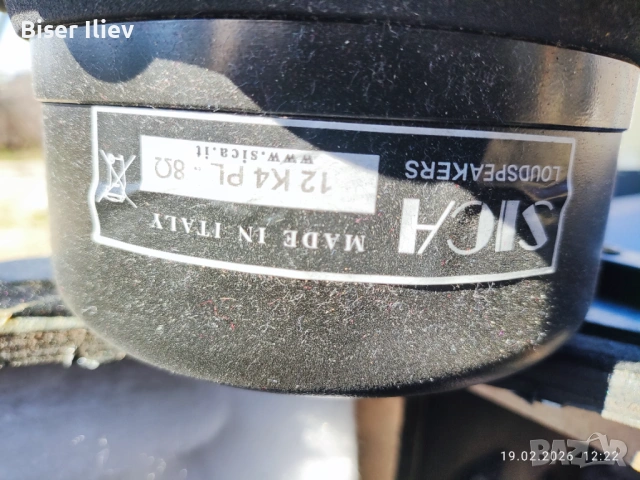 Biser Iliev
SICA
LOUDSPEAKERS
MADE IN ITALY
12 K4 PL - 8Ω
www.sica.it
19.02.2026 12:22
BAZAR